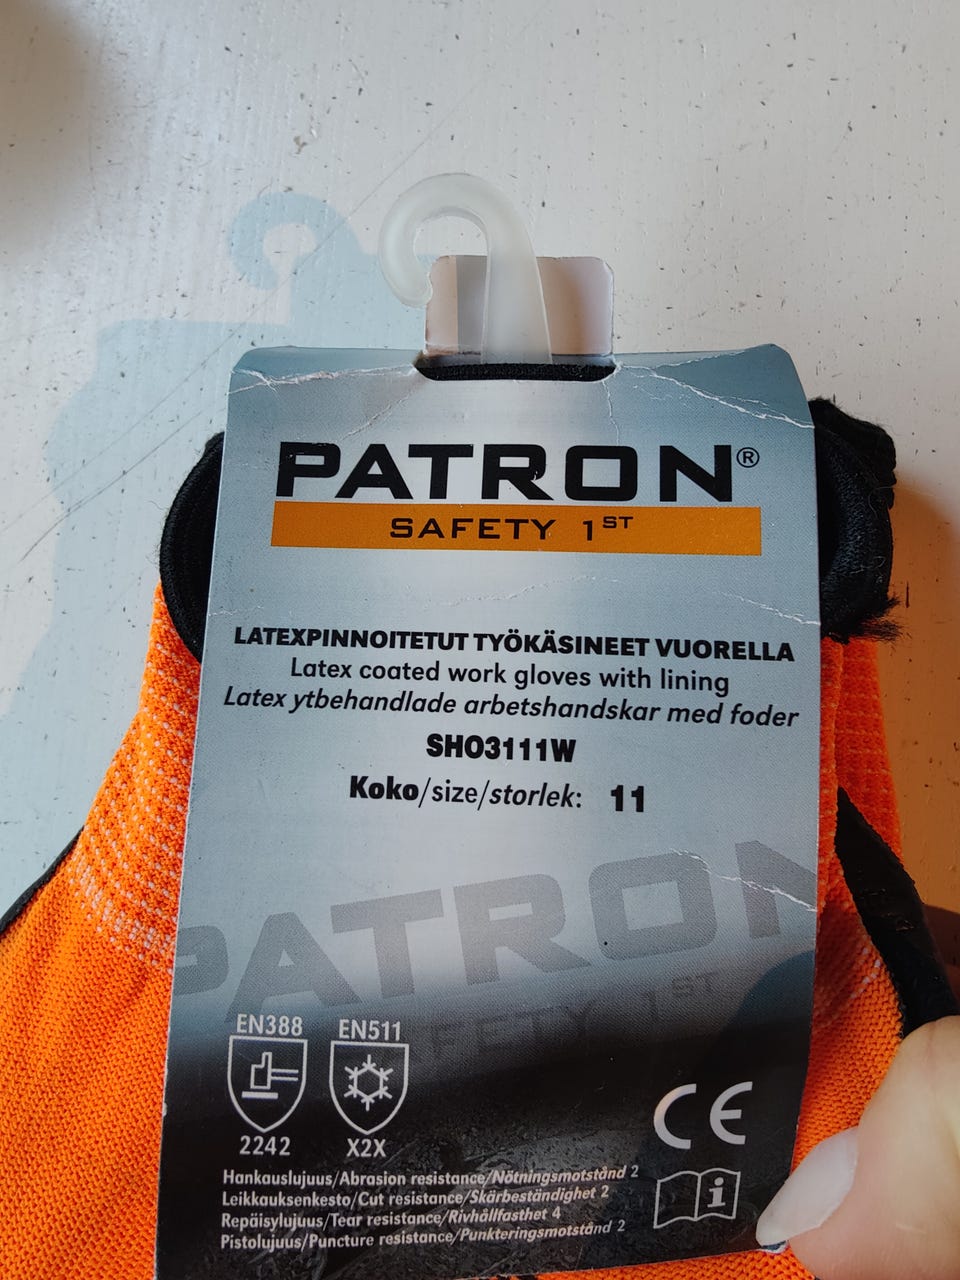 PATRON®
SAFETY 1ST
LATEXPINNOITETUT TYÖKÄSINEET VUORELLA
Latex coated work gloves with lining
Latex ytbehandlade arbetshandskar med foder
SHO3111W
Koko/size/storlek: 11
PATRON
SAFETY 1ST
EN388 EN511
2242 X2X
CE
i
Hankauslujuus/Abrasion resistance/Nötningsmotstånd 2
Leikkauksenkesto/Cut resistance/Skärbeständighet 2
Repäisylujuus/Tear resistance/Rivhållfasthet 4
Pistolujuus/Puncture resistance/Punkteringsmotstånd 2